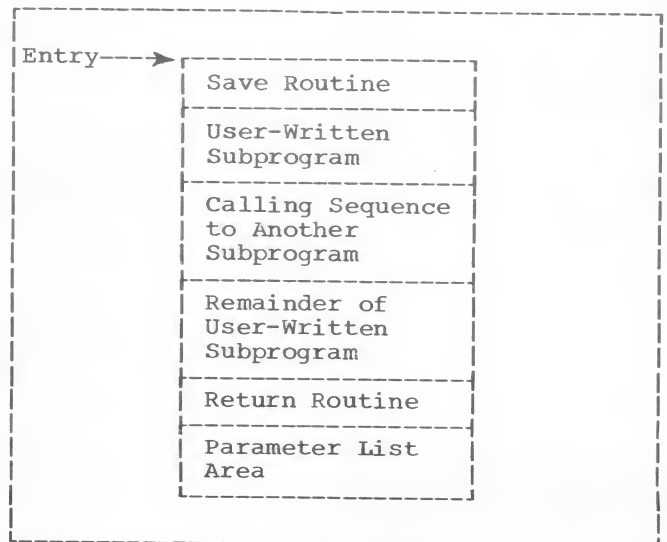 Entry
Save Routine
User-Written
Subprogram
Calling Sequence
to Another
Subprogram
Remainder of
User-Written
Subprogram
Return Routine
Parameter List
Area